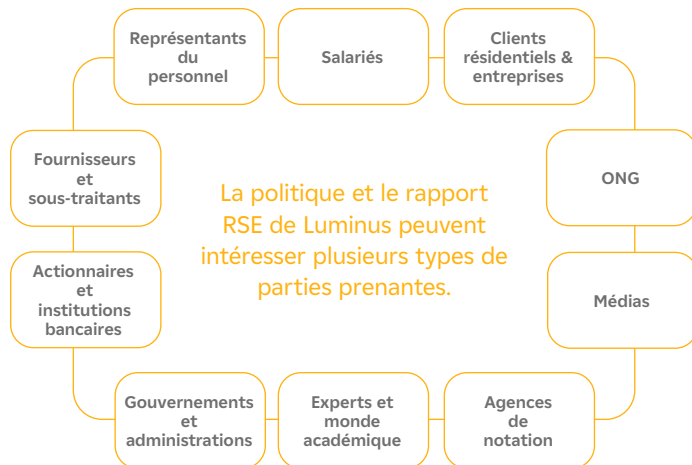 Représentants
du
personnel
Salariés
Clients
résidentiels &
entreprises
Fournisseurs
et
sous-traitants
ONG
La politique et le rapport
RSE de Luminus peuvent
intéresser plusieurs types de
parties prenantes.
Actionnaires
et
institutions
bancaires
Médias
Gouvernements
et
administrations
Experts et
monde
académique
Agences
de
notation